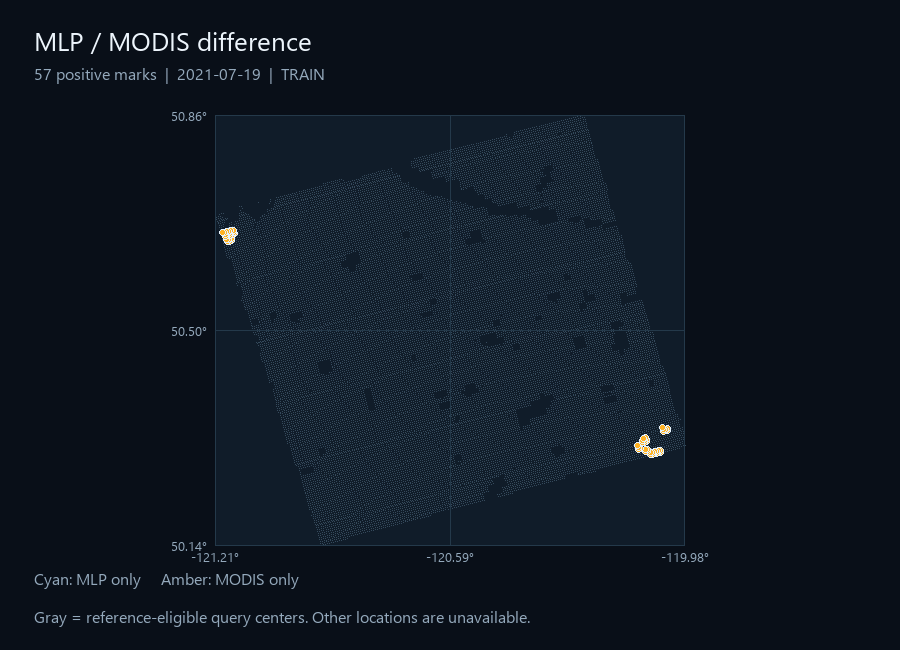 MLP / MODIS difference
57 positive marks | 2021-07-19 | TRAIN
50.86°
50.50°
50.14°
-121.21° -120.59° -119.98°
Cyan: MLP only Amber: MODIS only
Gray = reference-eligible query centers. Other locations are unavailable.